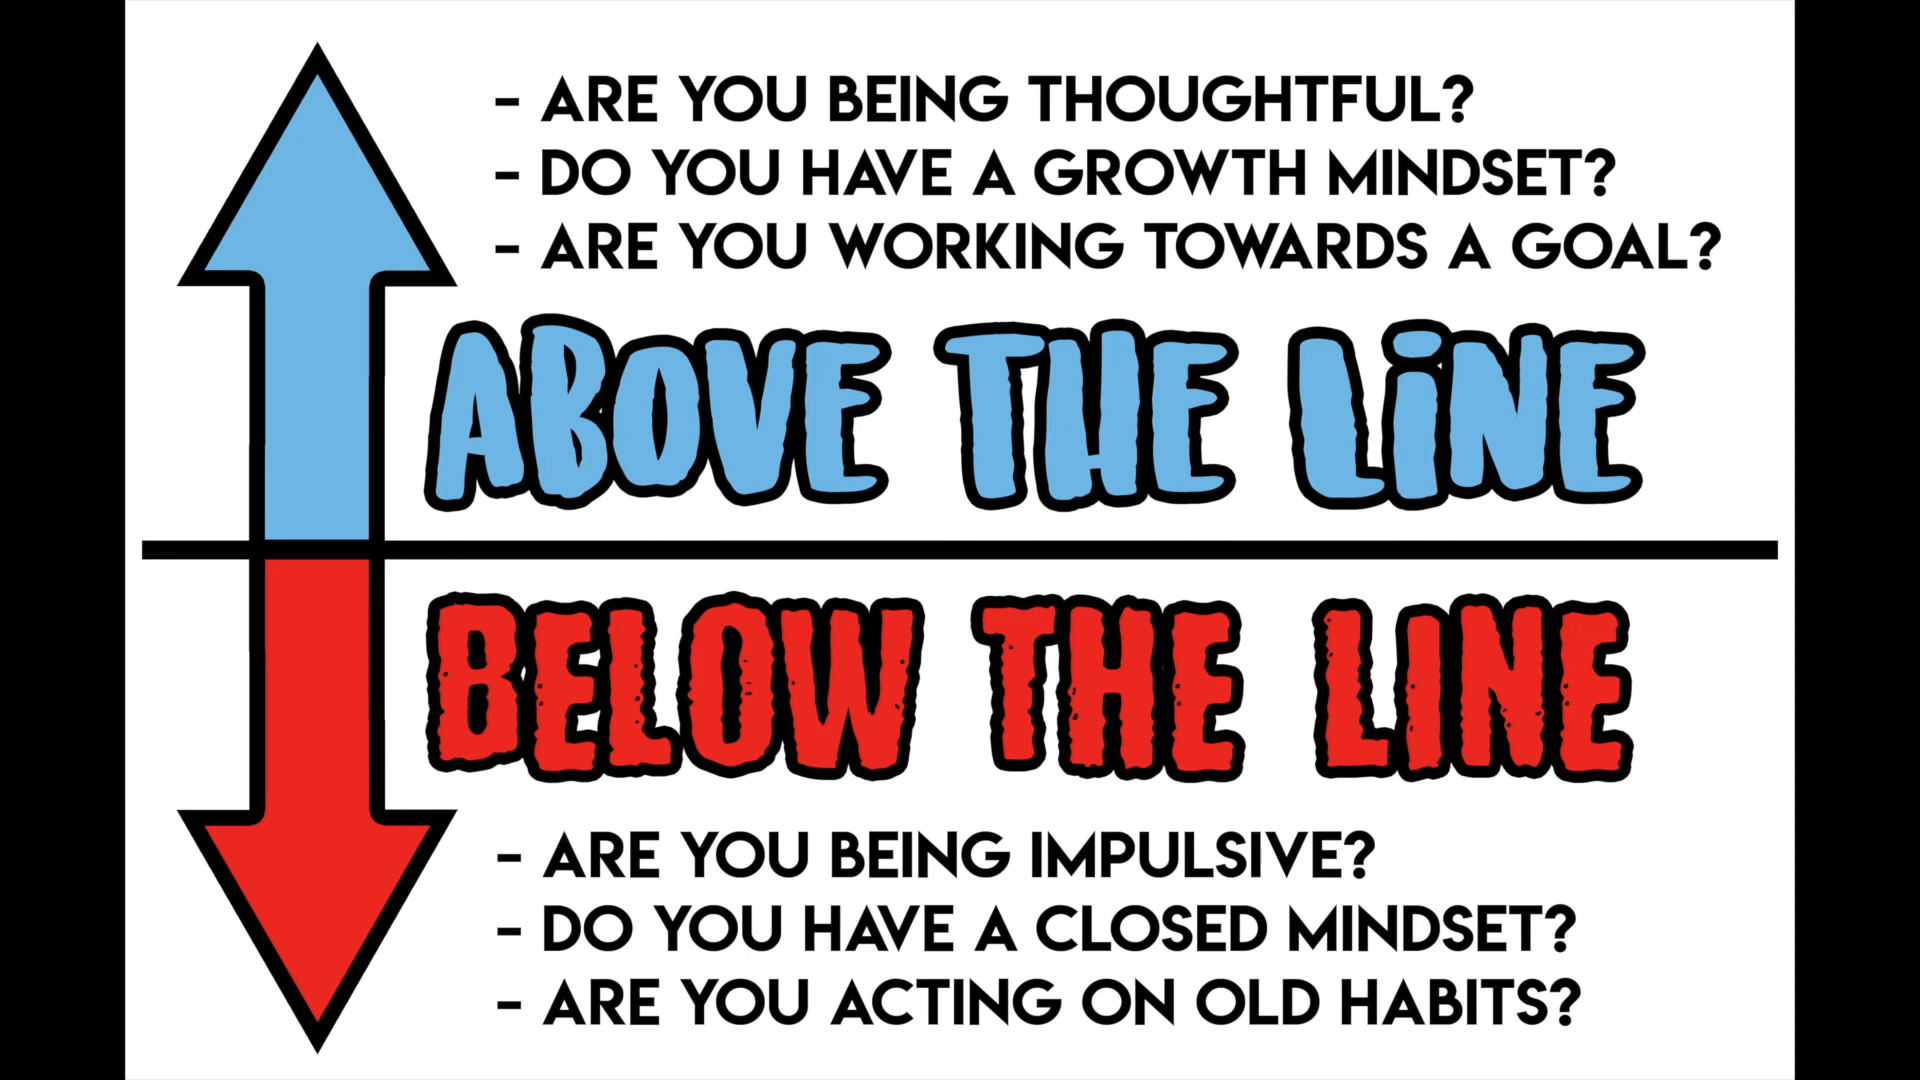 - ARE YOU BEING THOUGHTFUL?
- DO YOU HAVE A GROWTH MINDSET?
- ARE YOU WORKING TOWARDS A GOAL?
ABOVE THE LiNE
BELOW THE LINE
- ARE YOU BEING IMPULSIVE?
- DO YOU HAVE A CLOSED MINDSET?
- ARE YOU ACTING ON OLD HABITS?